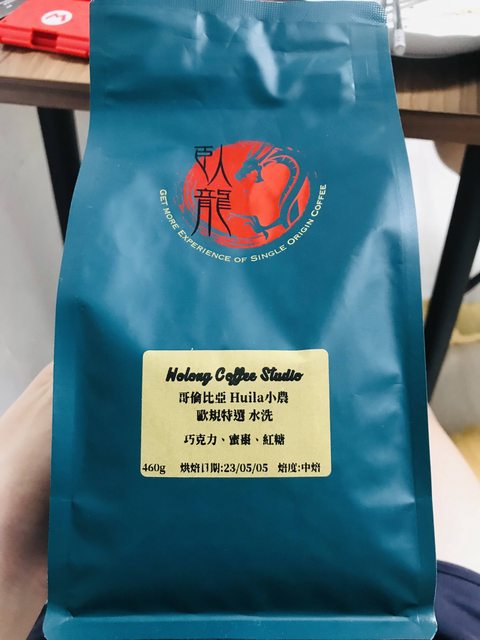 臥龍
GET MORE EXPERIENCE OF SINGLE ORIGIN COFFEE
Wolong Coffee Studio
哥倫比亞 Huila小農
歐規特選 水洗
巧克力、蜜棗、紅糖
460g 烘焙日期:23/05/05 焙度:中焙